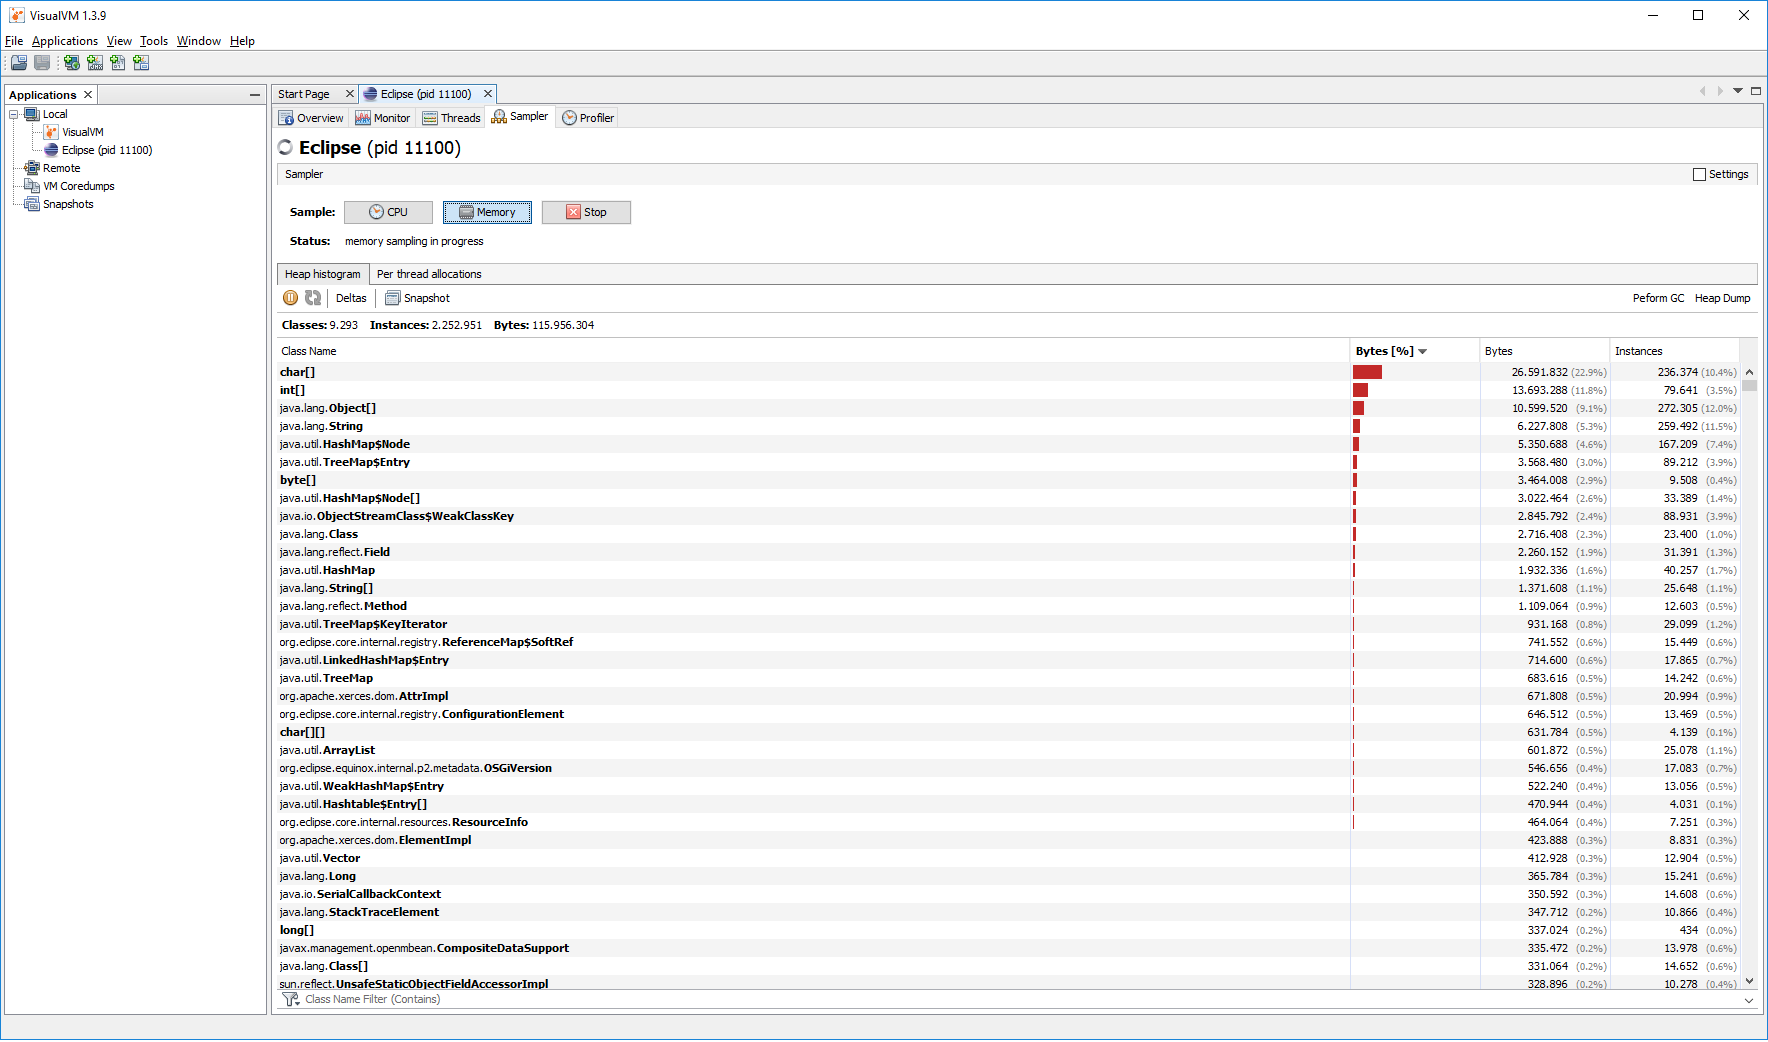 VisualVM 1.3.9
File Applications View Tools Window Help
Applications
Local
VisualVM
Eclipse (pid 11100)
Remote
VM Coredumps
Snapshots
Start Page Eclipse (pid 11100)
Overview Monitor Threads Sampler Profiler
Eclipse (pid 11100)
Sampler Settings
Sample: CPU Memory Stop
Status: memory sampling in progress
Heap histogram Per thread allocations
Deltas Snapshot Peform GC Heap Dump
Classes: 9.293 Instances: 2.252.951 Bytes: 115.956.304
Class Name Bytes [%] Bytes Instances
char[] 26.591.832 (22.9%) 236.374 (10.4%)
int[] 13.693.288 (11.8%) 79.641 (3.5%)
java.lang.Object[] 10.599.520 (9.1%) 272.305 (12.0%)
java.lang.String 6.227.808 (5.3%) 259.492 (11.5%)
java.util.HashMap$Node 5.350.688 (4.6%) 167.209 (7.4%)
java.util.TreeMap$Entry 3.568.480 (3.0%) 89.212 (3.9%)
byte[] 3.464.008 (2.9%) 9.508 (0.4%)
java.util.HashMap$Node[] 3.022.464 (2.6%) 33.389 (1.4%)
java.io.ObjectStreamClass$WeakClassKey 2.845.792 (2.4%) 88.931 (3.9%)
java.lang.Class 2.716.408 (2.3%) 23.400 (1.0%)
java.lang.reflect.Field 2.260.152 (1.9%) 31.391 (1.3%)
java.util.HashMap 1.932.336 (1.6%) 40.257 (1.7%)
java.lang.String[] 1.371.608 (1.1%) 25.648 (1.1%)
java.lang.reflect.Method 1.109.064 (0.9%) 12.603 (0.5%)
java.util.TreeMap$KeyIterator 931.168 (0.8%) 29.099 (1.2%)
org.eclipse.core.internal.registry.ReferenceMap$SoftRef 741.552 (0.6%) 15.449 (0.6%)
java.util.LinkedHashMap$Entry 714.600 (0.6%) 17.865 (0.7%)
java.util.TreeMap 683.616 (0.5%) 14.242 (0.6%)
org.apache.xerces.dom.AttrImpl 671.808 (0.5%) 20.994 (0.9%)
org.eclipse.core.internal.registry.ConfigurationElement 646.512 (0.5%) 13.469 (0.5%)
char[][] 631.784 (0.5%) 4.139 (0.1%)
java.util.ArrayList 601.872 (0.5%) 25.078 (1.1%)
org.eclipse.equinox.internal.p2.metadata.OSGiVersion 546.656 (0.4%) 17.083 (0.7%)
java.util.WeakHashMap$Entry 522.240 (0.4%) 13.056 (0.5%)
java.util.Hashtable$Entry[] 470.944 (0.4%) 4.031 (0.1%)
org.eclipse.core.internal.resources.ResourceInfo 464.064 (0.4%) 7.251 (0.3%)
org.apache.xerces.dom.ElementImpl 423.888 (0.3%) 8.831 (0.3%)
java.util.Vector 412.928 (0.3%) 12.904 (0.5%)
java.lang.Long 365.784 (0.3%) 15.241 (0.6%)
java.io.SerialCallbackContext 350.592 (0.3%) 14.608 (0.6%)
java.lang.StackTraceElement 347.712 (0.2%) 10.866 (0.4%)
long[] 337.024 (0.2%) 434 (0.0%)
javax.management.openmbean.CompositeDataSupport 335.472 (0.2%) 13.978 (0.6%)
java.lang.Class[] 331.064 (0.2%) 14.652 (0.6%)
sun.reflect.UnsafeStaticObjectFieldAccessorImpl 328.896 (0.2%) 10.278 (0.4%)
Class Name Filter (Contains)